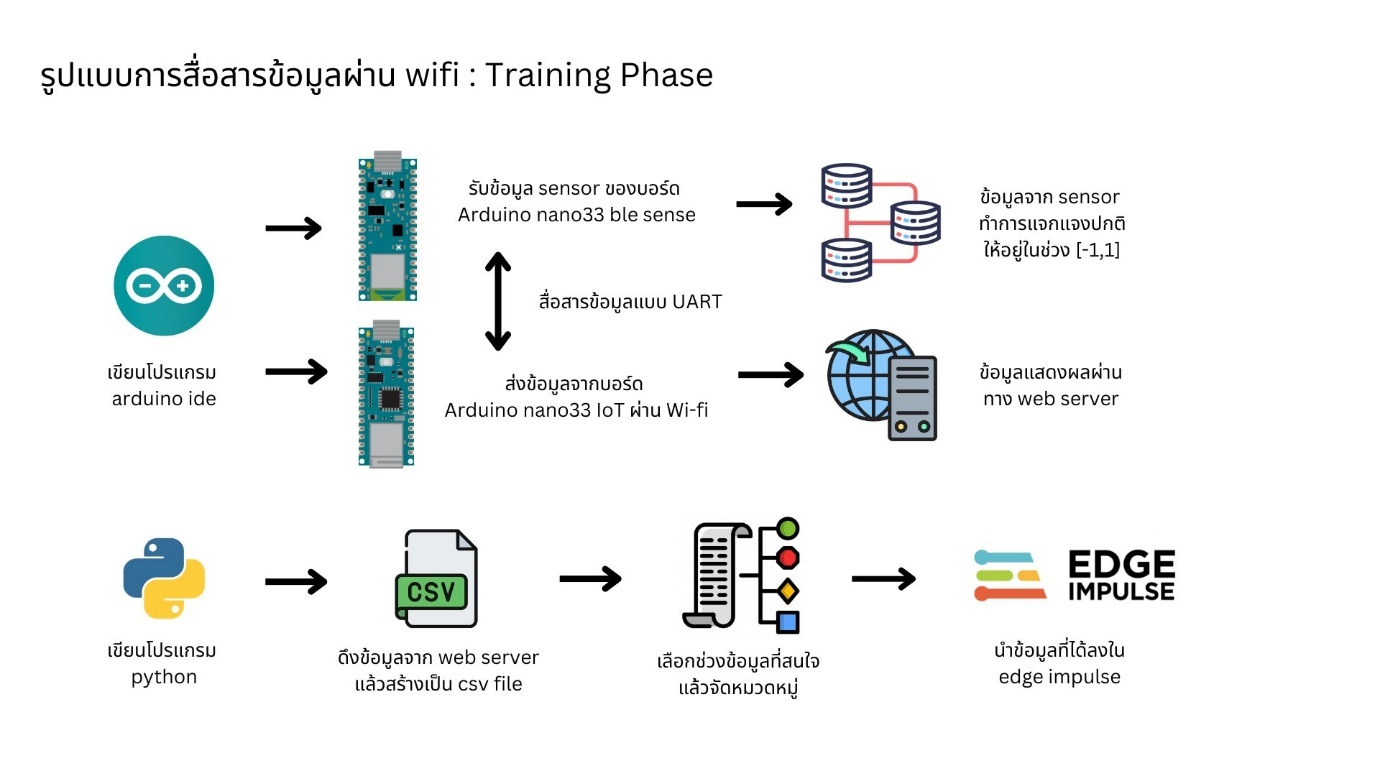 รูปแบบการสื่อสารข้อมูลผ่าน wifi : Training Phase
รับข้อมูล sensor ของบอร์ด
Arduino nano33 ble sense
ข้อมูลจาก sensor
ทำการแจกแจงปกติ
ให้อยู่ในช่วง [-1,1]
สื่อสารข้อมูลแบบ UART
เขียนโปรแกรม
arduino ide
ส่งข้อมูลจากบอร์ด
Arduino nano33 IoT ผ่าน Wi-fi
ข้อมูลแสดงผลผ่าน
ทาง web server
CSV
EDGE
IMPULSE
เขียนโปรแกรม
python
ดึงข้อมูลจาก web server
แล้วสร้างเป็น csv file
เลือกช่วงข้อมูลที่สนใจ
แล้วจัดหมวดหมู่
นำข้อมูลที่ได้ลงใน
edge impulse